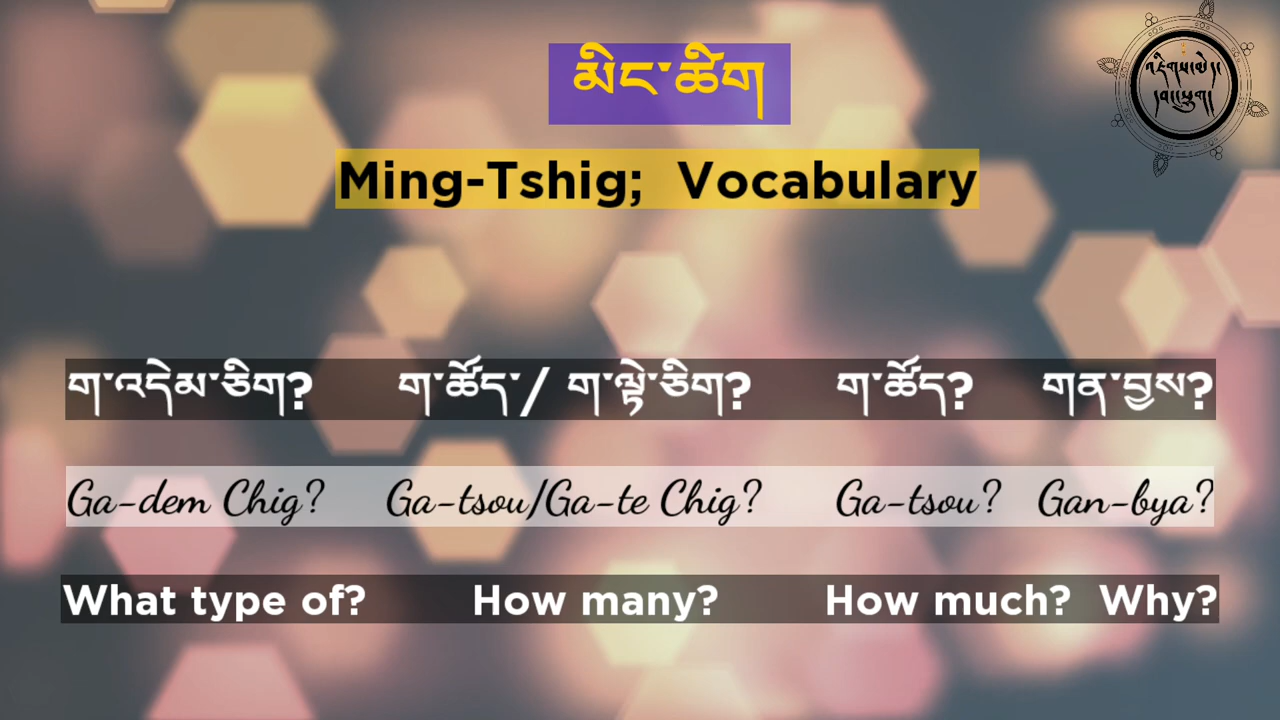 མིང་ཚིག
Ming-Tshig; Vocabulary
ག་འདེམ་ཅིག? ག་ཚོད་/ ག་ལྟེ་ཅིག? ག་ཚོད? གན་བྱས?
Ga-dem Chig? Ga-tsou/Ga-te Chig? Ga-tsou? Gan-bya?
What type of? How many? How much? Why?